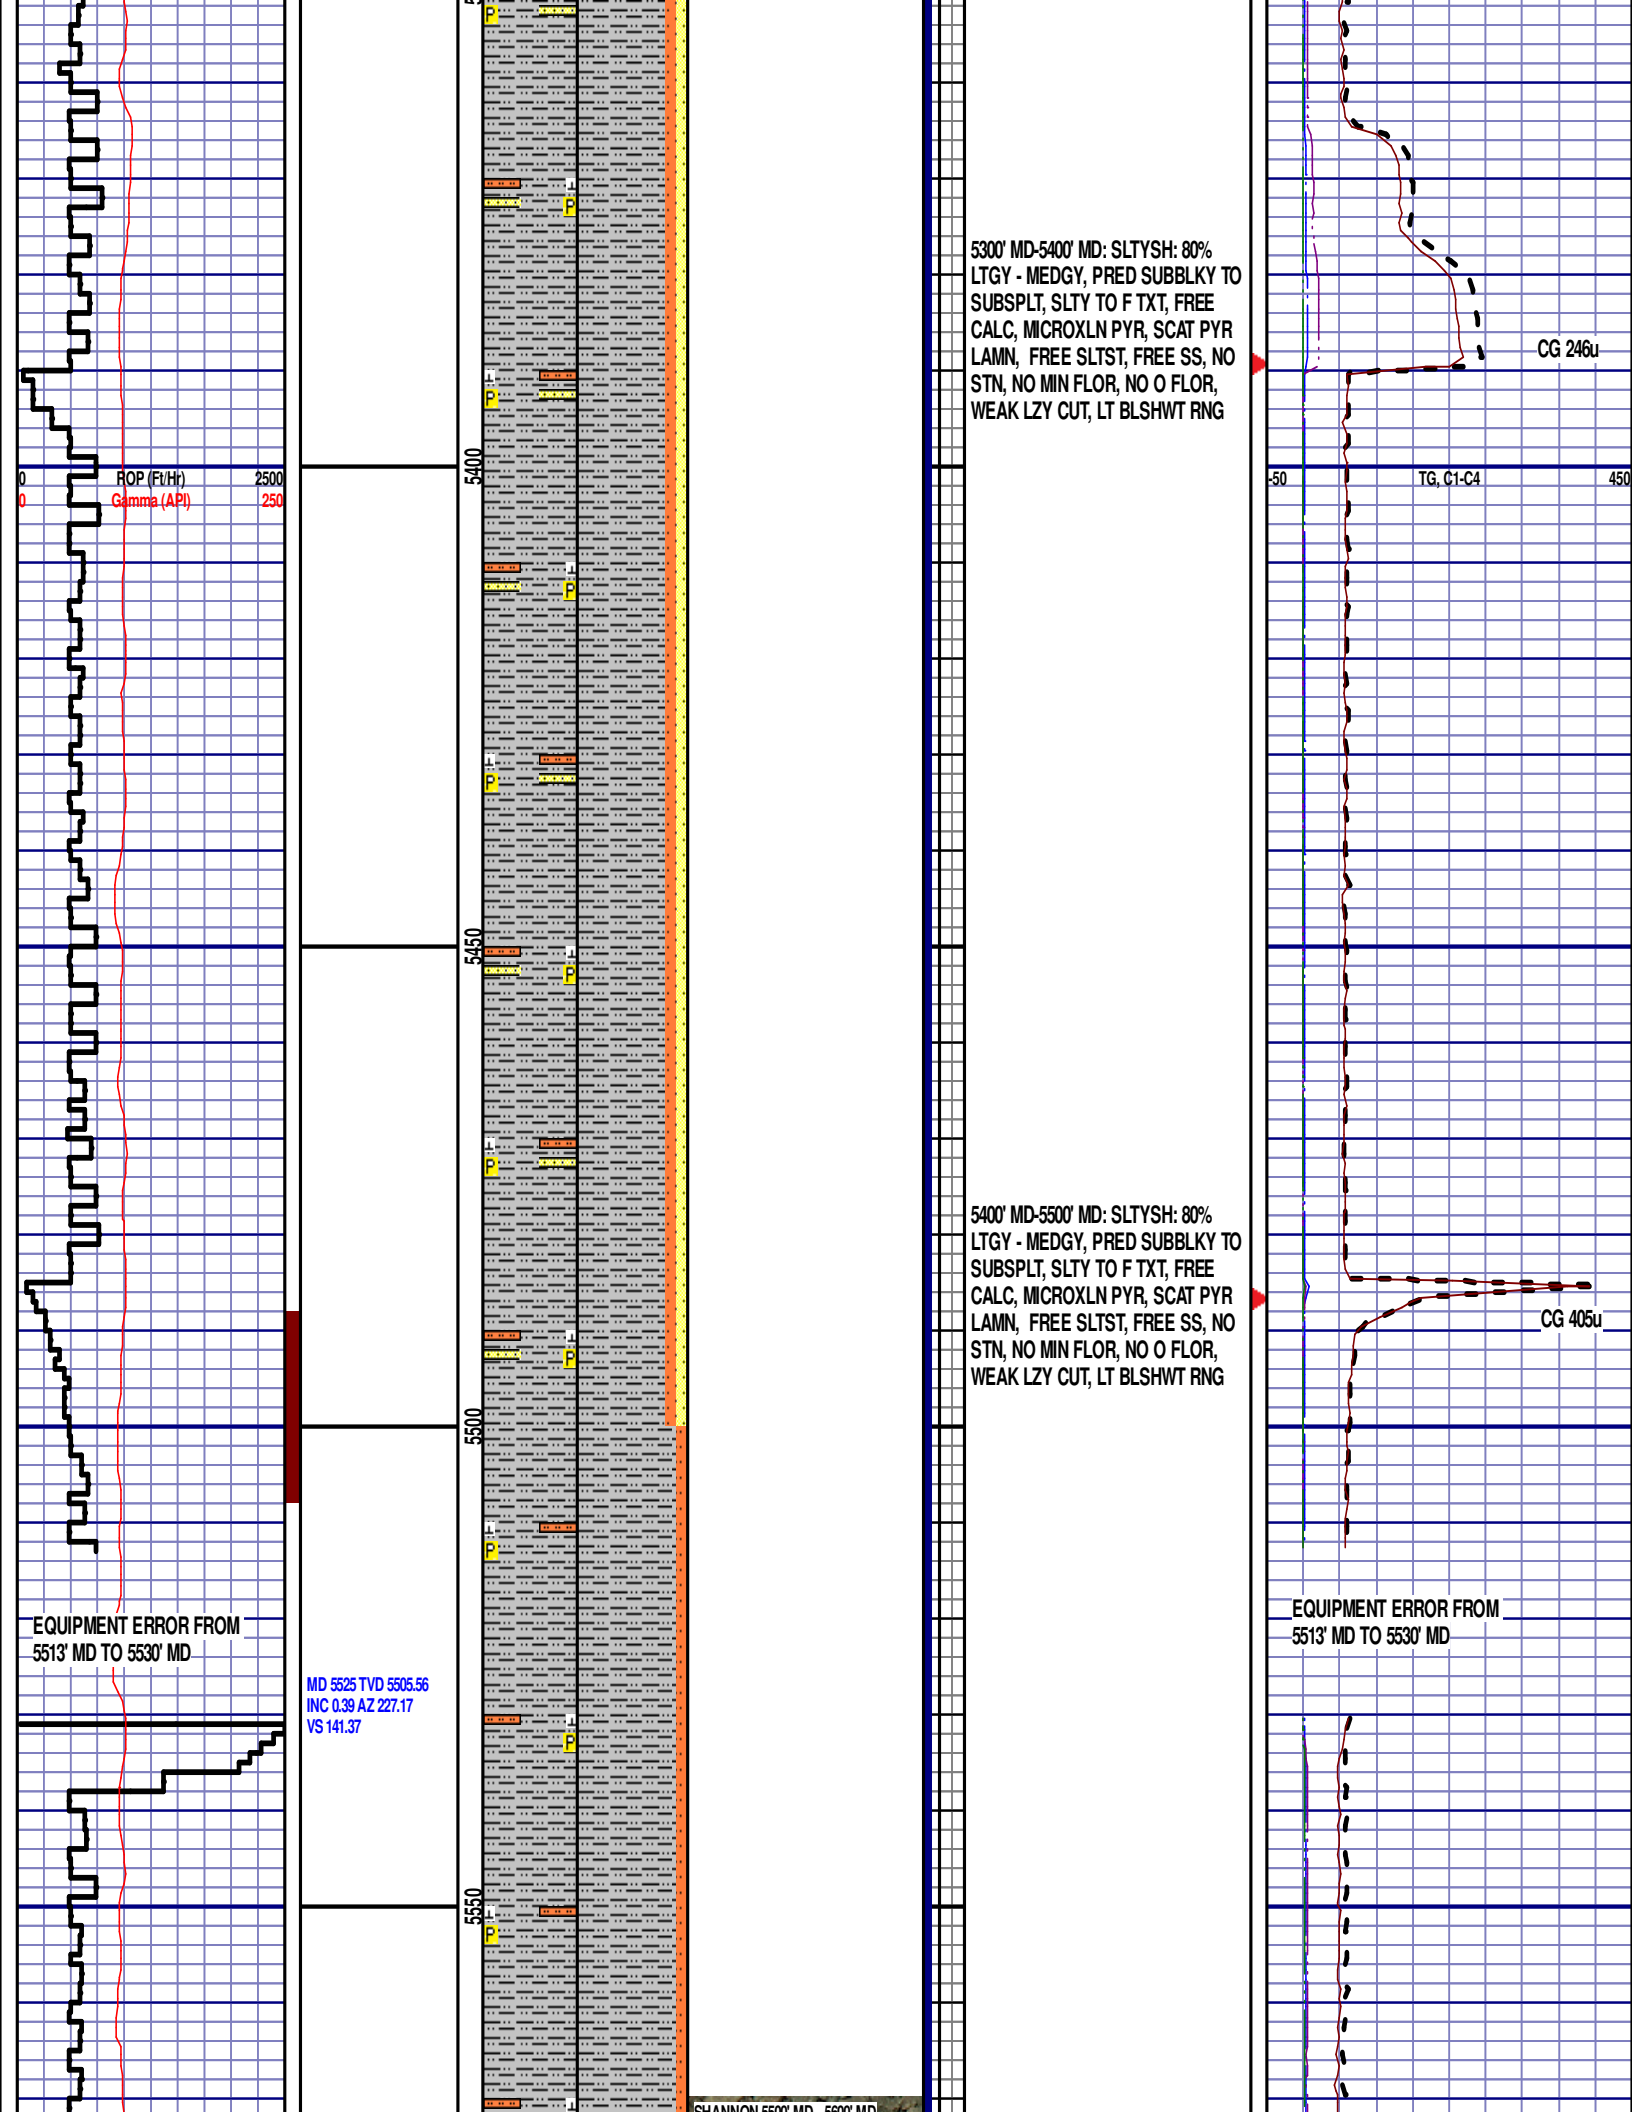 P
P
5300' MD-5400' MD: SLTYSH: 80%
LTGY - MEDGY, PRED SUBBLKY TO
SUBSPLT, SLTY TO F TXT, FREE
CALC, MICROXLN PYR, SCAT PYR
LAMN, FREE SLTST, FREE SS, NO
STN, NO MIN FLOR, NO O FLOR,
WEAK LZY CUT, LT BLSHWT RNG
CG 246u
P
5400
0 ROP (Ft/Hr) 2500
0 Gamma (API) 250
-50 TG, C1-C4 450
P
P
5450
P
P
5400' MD-5500' MD: SLTYSH: 80%
LTGY - MEDGY, PRED SUBBLKY TO
SUBSPLT, SLTY TO F TXT, FREE
CALC, MICROXLN PYR, SCAT PYR
LAMN, FREE SLTST, FREE SS, NO
STN, NO MIN FLOR, NO O FLOR,
WEAK LZY CUT, LT BLSHWT RNG
CG 405u
P
5500
P
EQUIPMENT ERROR FROM
5513' MD TO 5530' MD
EQUIPMENT ERROR FROM
5513' MD TO 5530' MD
MD 5525 TVD 5505.56
INC 0.39 AZ 227.17
VS 141.37
P
5550
P
SHANNON 5500' MD - 5600' MD